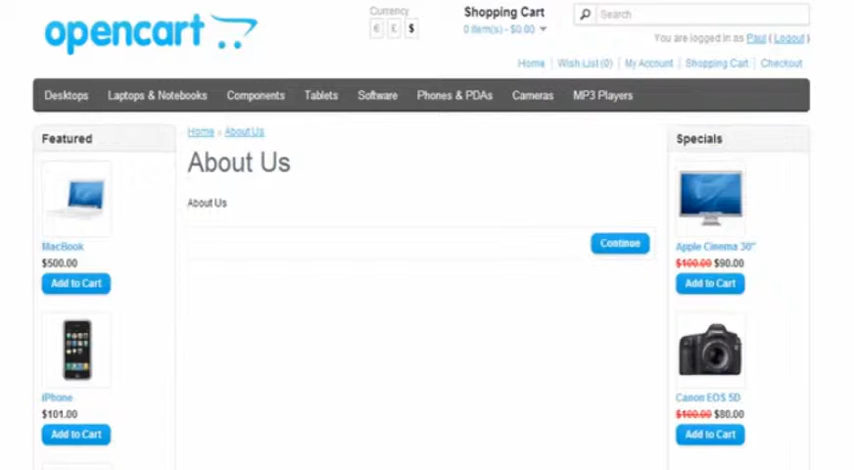 opencart
Currency
€ £ $
Shopping Cart
0 item(s) - $0.00
Search
You are logged in as Paul ( Logout )
Home | Wish List (0) | My Account | Shopping Cart | Checkout
Desktops Laptops & Notebooks Components Tablets Software Phones & PDAs Cameras MP3 Players
Featured
MacBook
$500.00
Add to Cart
iPhone
$101.00
Add to Cart
Home » About Us
About Us
About Us
Continue
Specials
Apple Cinema 30"
$100.00 $90.00
Add to Cart
Canon EOS 5D
$100.00 $80.00
Add to Cart